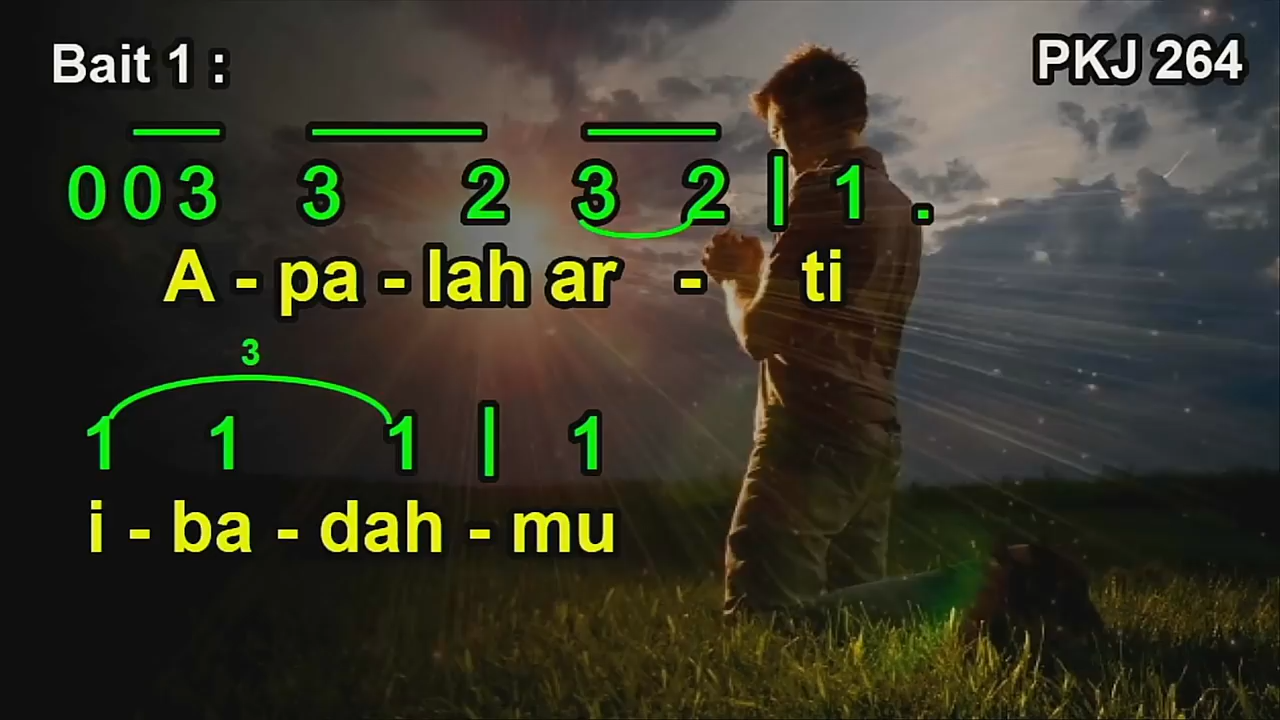 Bait 1 : PKJ 264
0 0 3 3 2 3 2 | 1 .
A - pa - lah ar - ti
3
1 1 1 | 1
i - ba - dah - mu